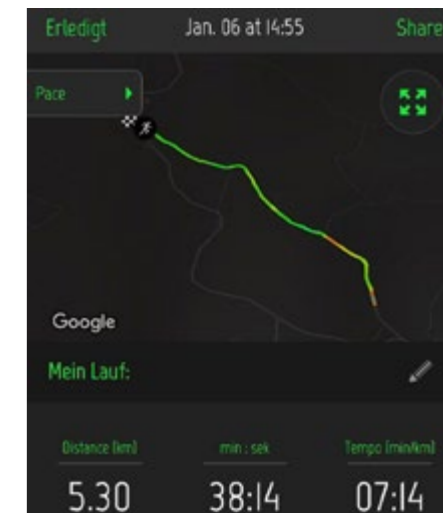 Erledigt Jan. 06 at 14:55 Share
Pace
Google
Mein Lauf:
Distance [km] min : sek Tempo [min/km]
5.30 38:14 07:14